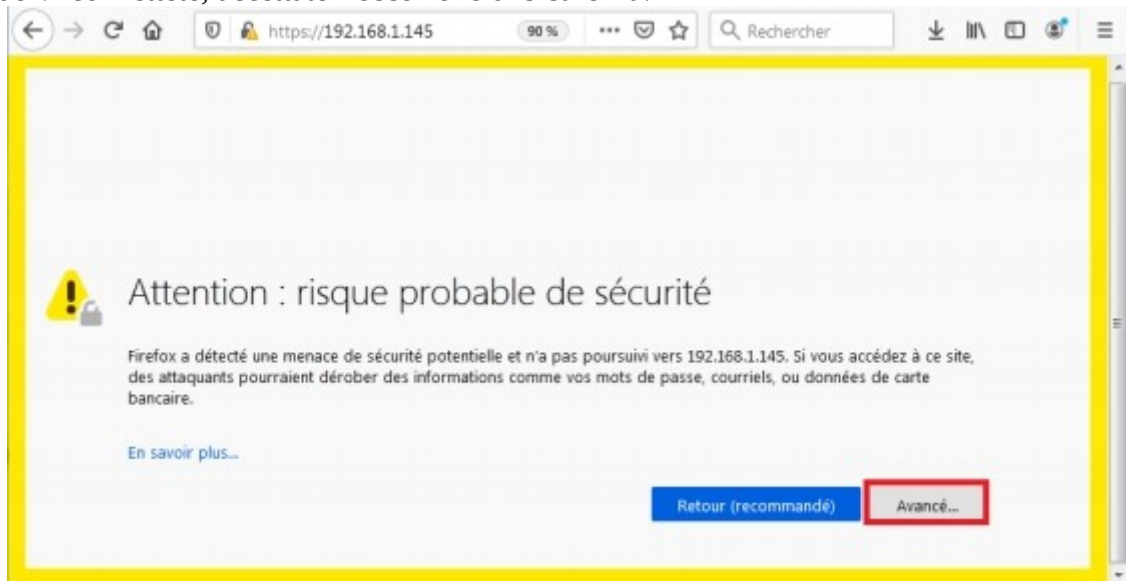 https://192.168.1.145 90 % Rechercher
Attention : risque probable de sécurité
Firefox a détecté une menace de sécurité potentielle et n'a pas poursuivi vers 192.168.1.145. Si vous accédez à ce site,
des attaquants pourraient dérober des informations comme vos mots de passe, courriels, ou données de carte
bancaire.
En savoir plus...
Retour (recommandé) Avancé...